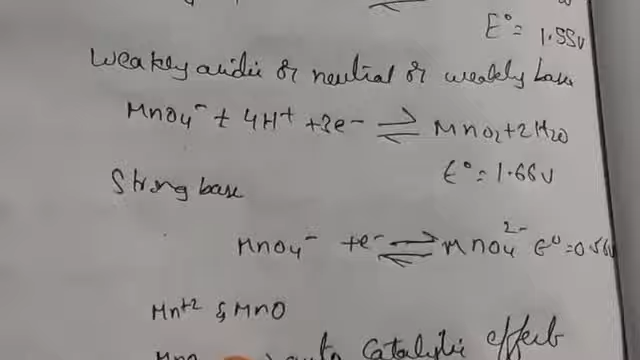 E° = 1.55V
Weakly acidic or neutral or weakly base
MnO4⁻ + 4H⁺ + 3e⁻ ⇌ MnO2 + 2H2O
E° = 1.66V
Strong base
MnO4⁻ + e⁻ ⇌ MnO4²⁻ E° = 0.56V
Mn⁺² & MnO
auto Catalytic effect